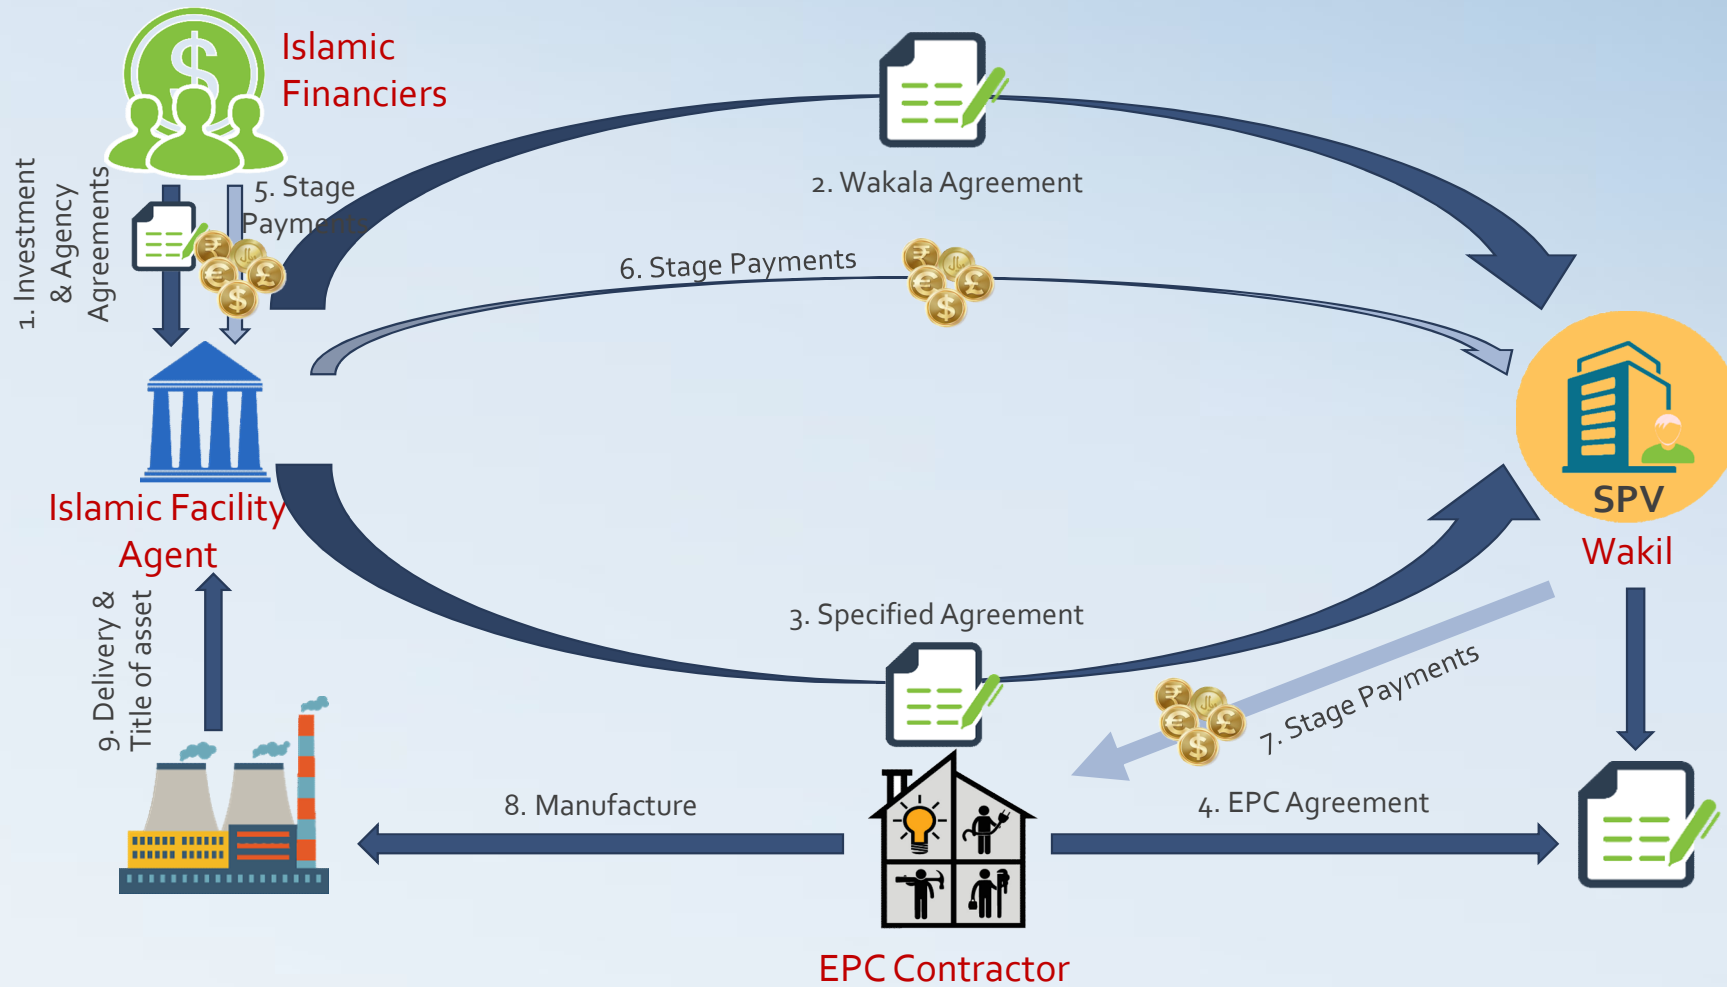 Islamic
Financiers
1. Investment
& Agency
Agreements
5. Stage
Payments
2. Wakala Agreement
6. Stage Payments
Islamic Facility
Agent
SPV
Wakil
3. Specified Agreement
7. Stage Payments
9. Delivery &
Title of asset
8. Manufacture
4. EPC Agreement
EPC Contractor